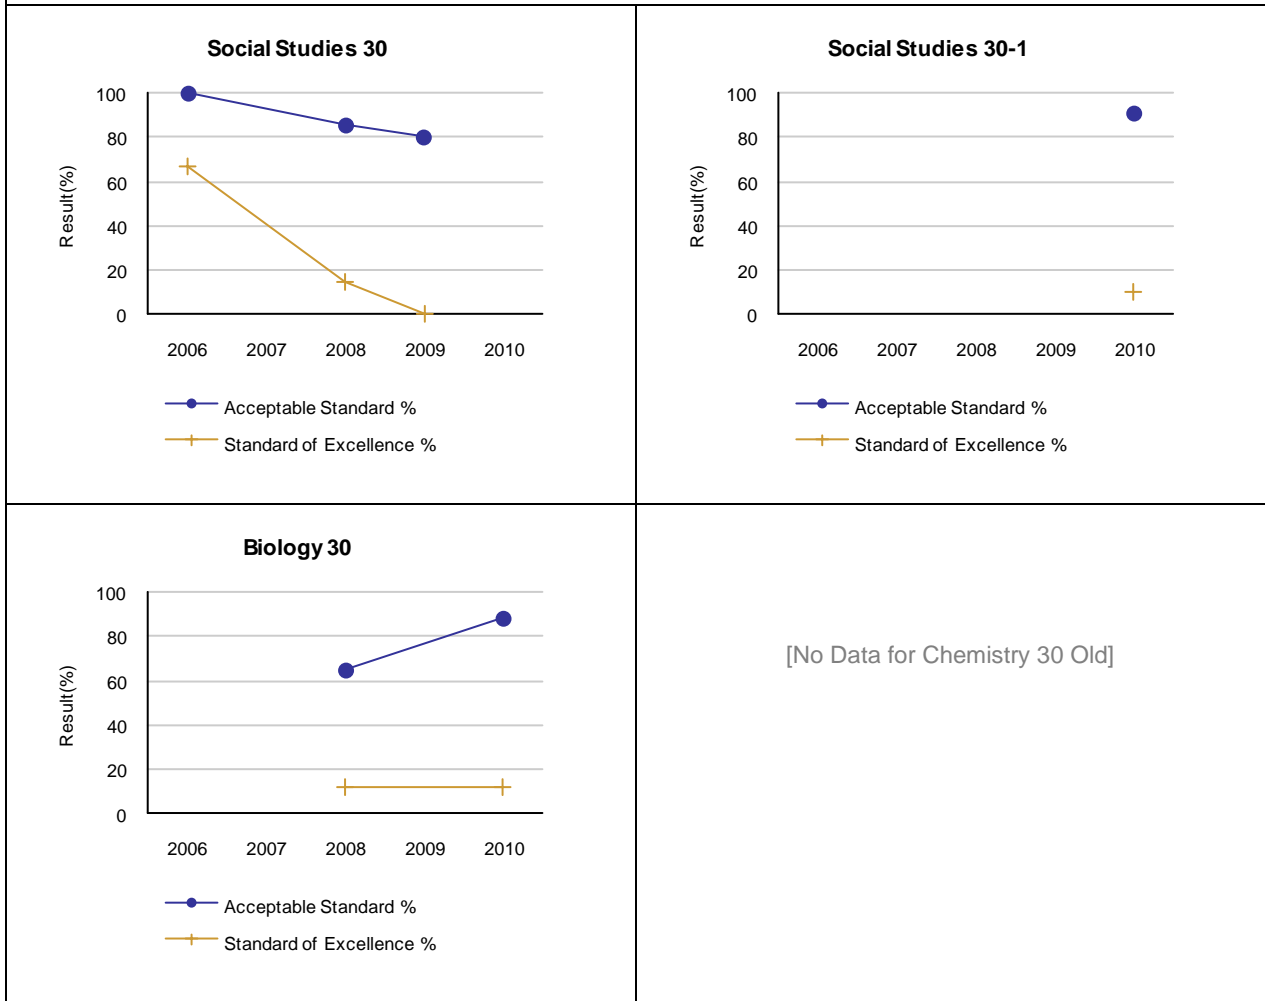 Social Studies 30
100
80
60
40
20
0
Result(%)
2006 2007 2008 2009 2010
Acceptable Standard %
Standard of Excellence %
Social Studies 30-1
100
80
60
40
20
0
Result(%)
2006 2007 2008 2009 2010
Acceptable Standard %
Standard of Excellence %
Biology 30
100
80
60
40
20
0
Result(%)
2006 2007 2008 2009 2010
Acceptable Standard %
Standard of Excellence %
[No Data for Chemistry 30 Old]